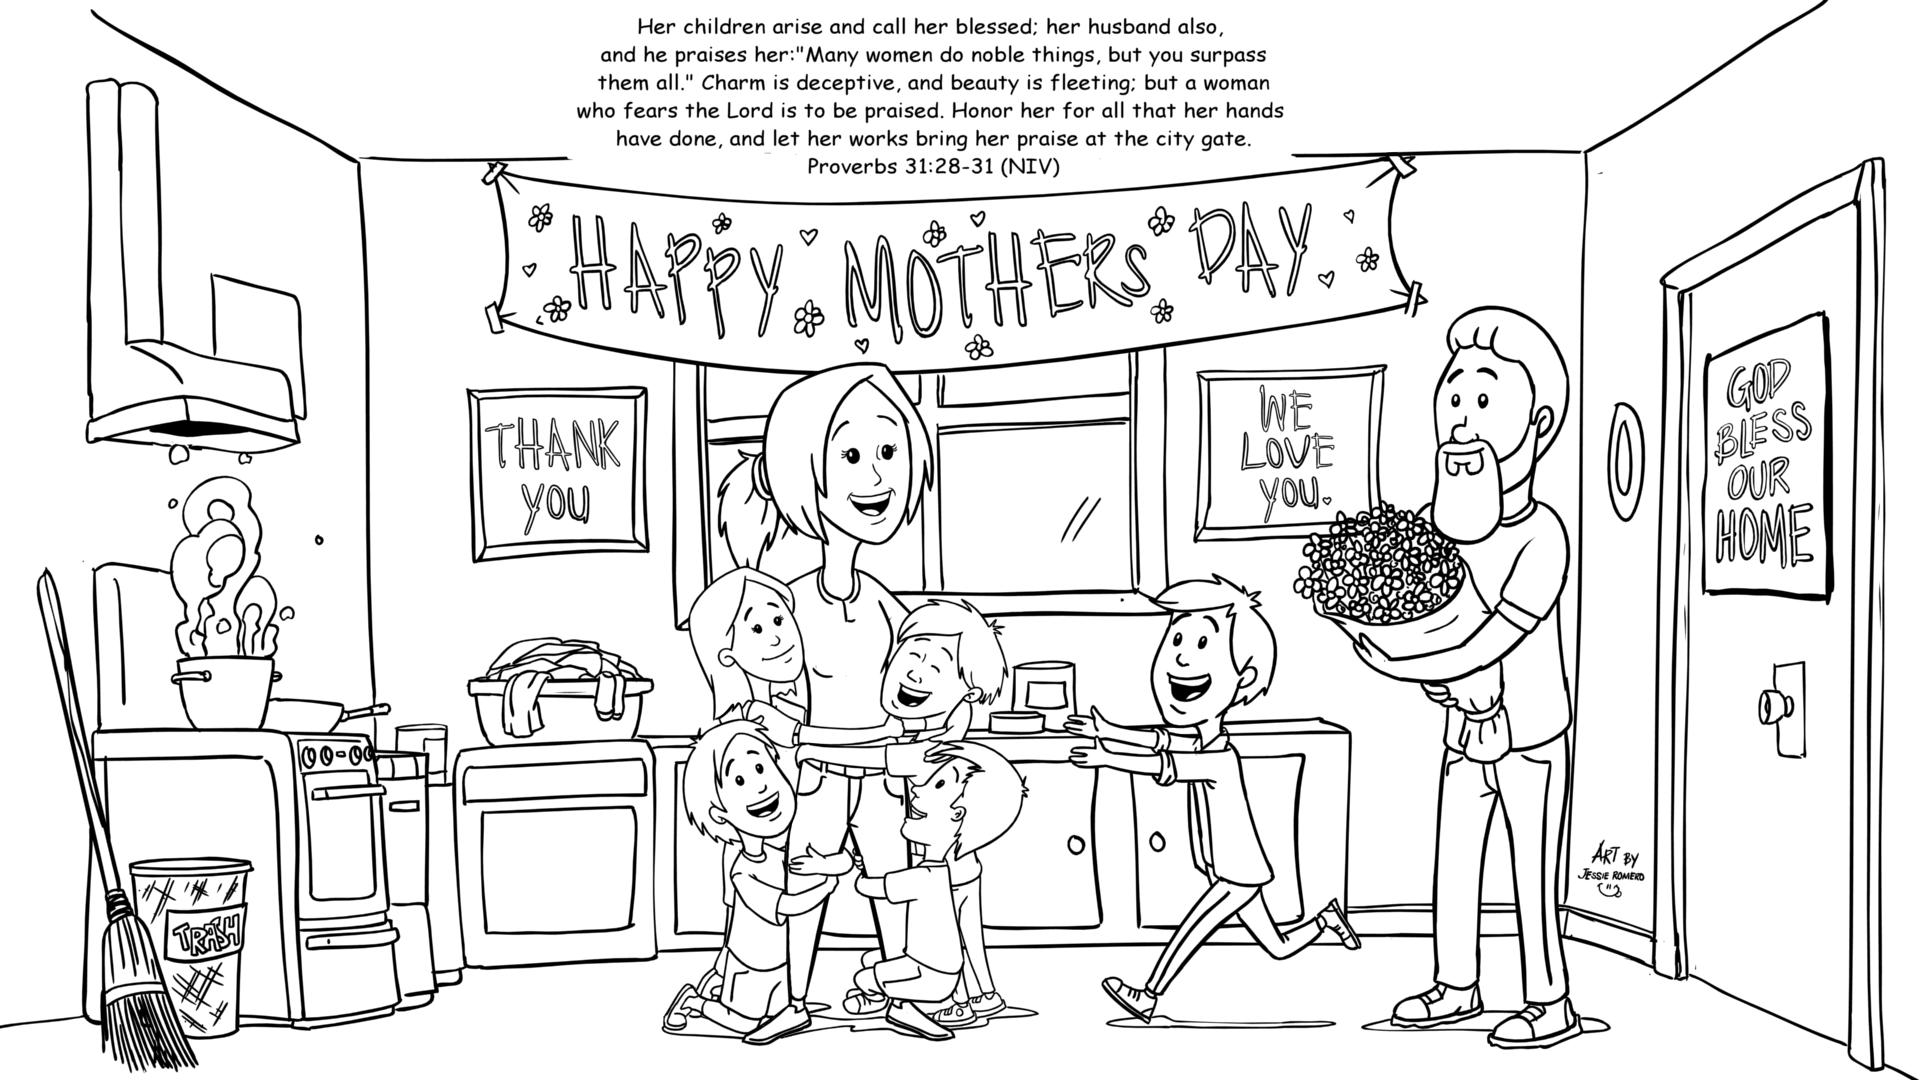 Her children arise and call her blessed; her husband also,
and he praises her:"Many women do noble things, but you surpass
them all." Charm is deceptive, and beauty is fleeting; but a woman
who fears the Lord is to be praised. Honor her for all that her hands
have done, and let her works bring her praise at the city gate.
Proverbs 31:28-31 (NIV)
HAPPY MOTHERS DAY
THANK
YOU
WE
LOVE
YOU.
GOD
BLESS
OUR
HOME
TRASH
ART BY
JESSIE ROMERO